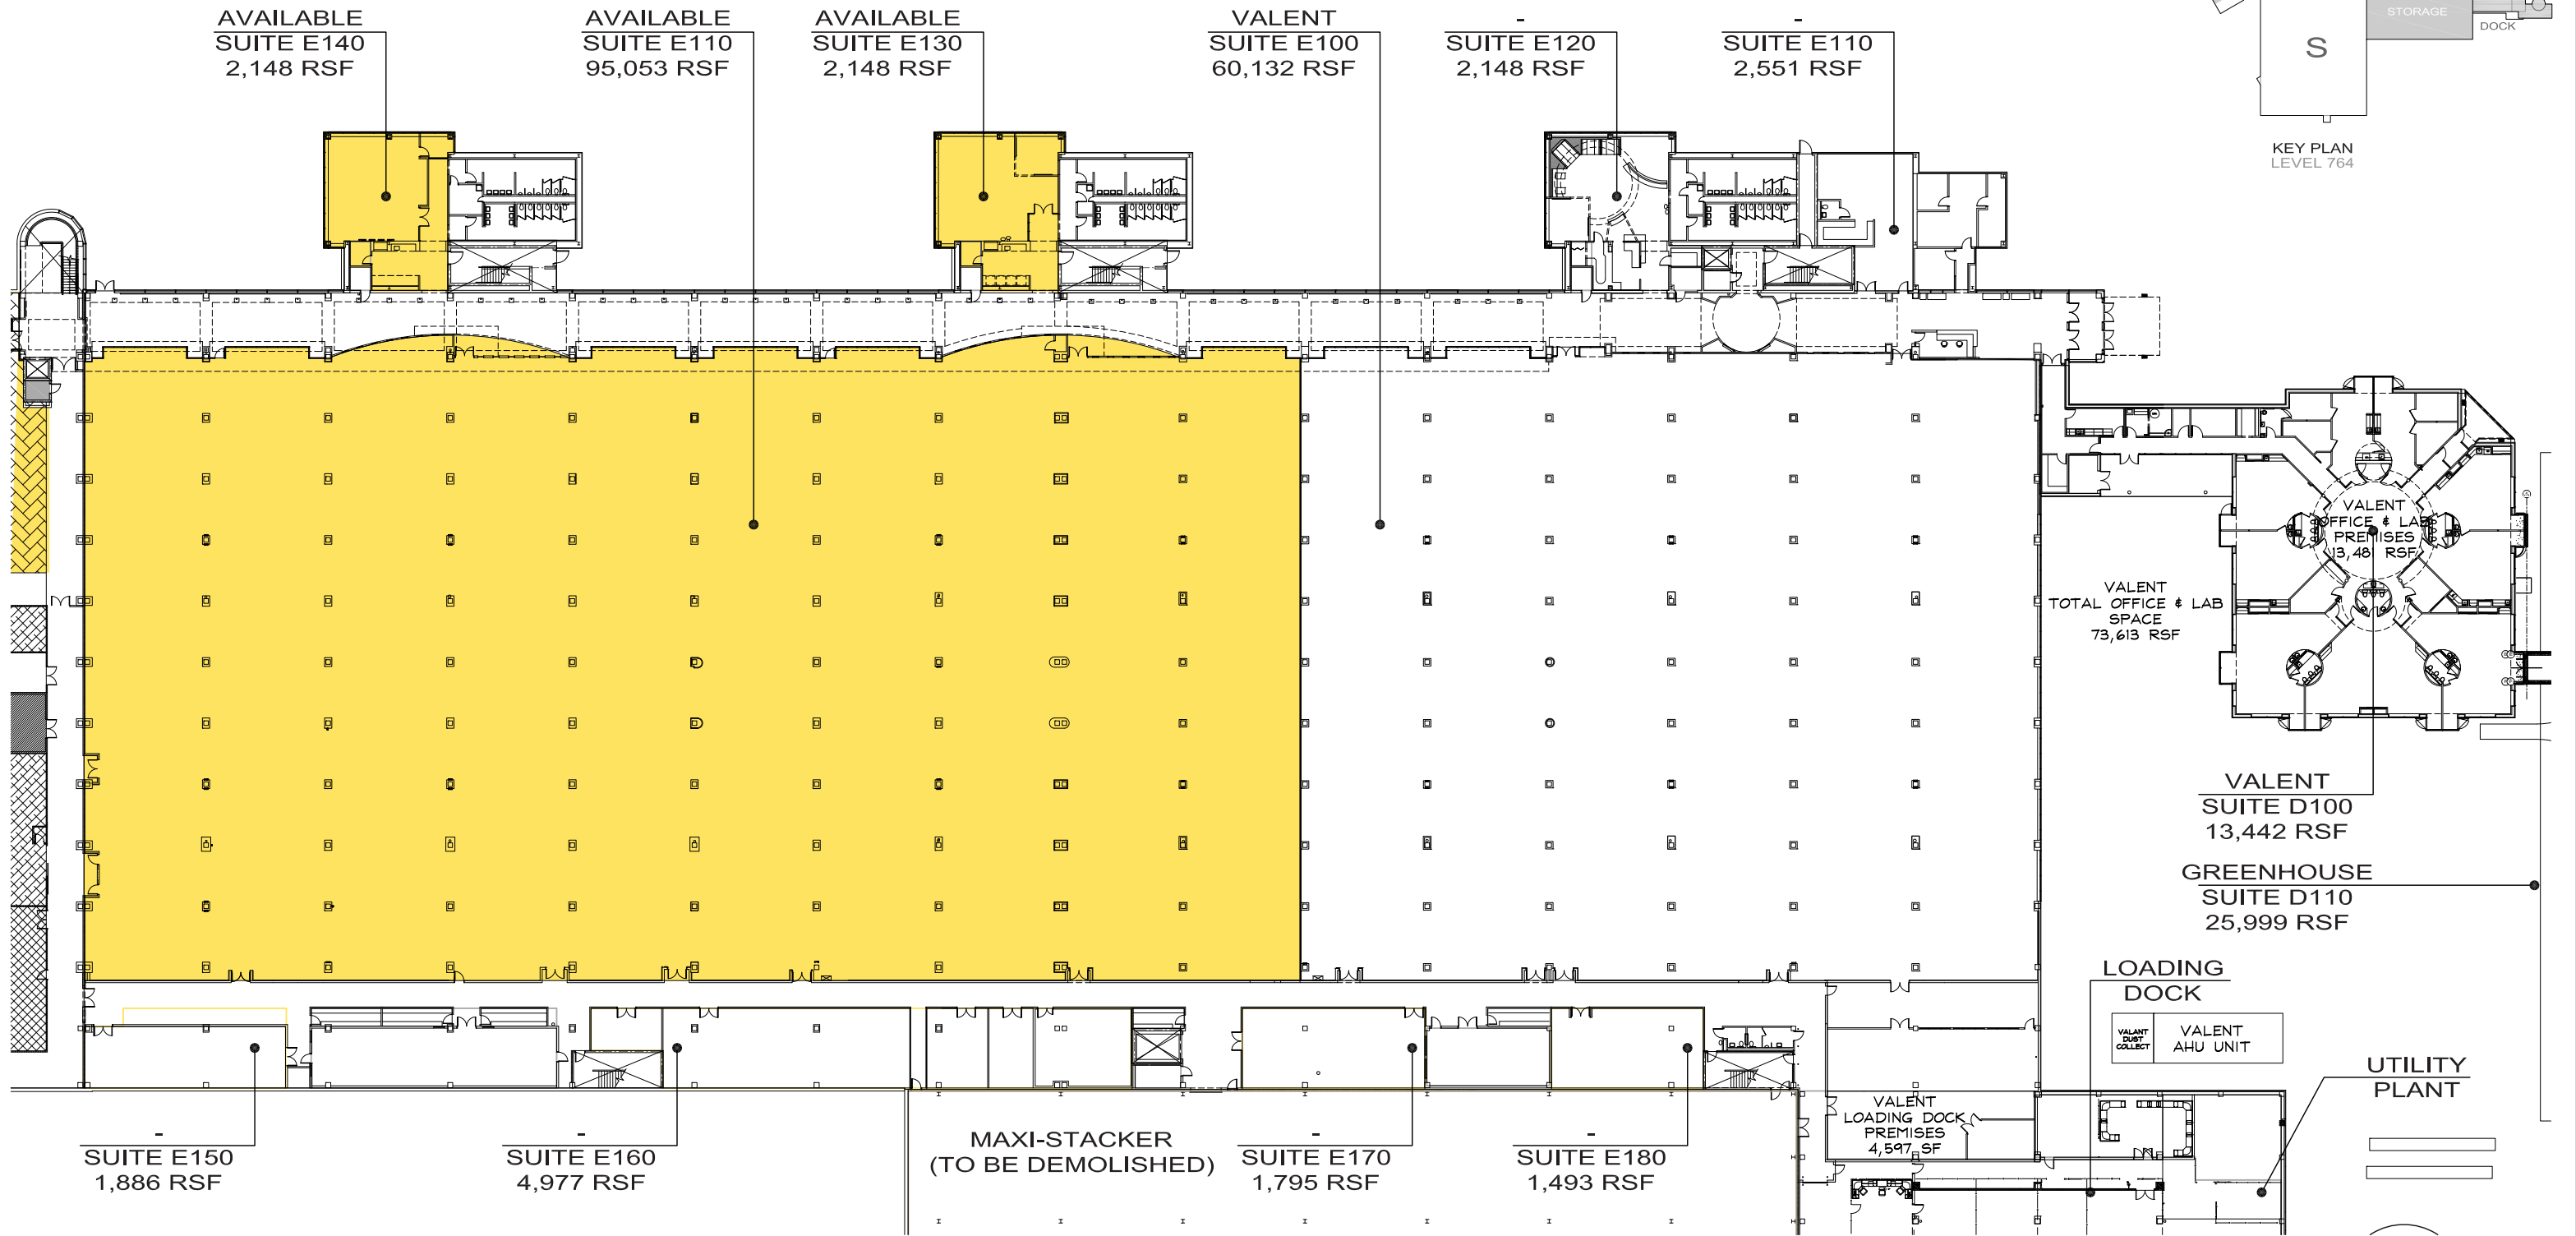 AVAILABLE
SUITE E140
2,148 RSF
AVAILABLE
SUITE E110
95,053 RSF
AVAILABLE
SUITE E130
2,148 RSF
VALENT
SUITE E100
60,132 RSF
-
SUITE E120
2,148 RSF
-
SUITE E110
2,551 RSF
STORAGE
DOCK
S
KEY PLAN
LEVEL 764
VALENT
OFFICE & LAB
PREMISES
13,481 RSF
VALENT
TOTAL OFFICE & LAB
SPACE
73,613 RSF
VALENT
SUITE D100
13,442 RSF
GREENHOUSE
SUITE D110
25,999 RSF
LOADING
DOCK
VALANT
DUST
COLLECT
VALENT
AHU UNIT
UTILITY
PLANT
VALENT
LOADING DOCK
PREMISES
4,597 SF
-
SUITE E150
1,886 RSF
-
SUITE E160
4,977 RSF
MAXI-STACKER
(TO BE DEMOLISHED)
-
SUITE E170
1,795 RSF
-
SUITE E180
1,493 RSF